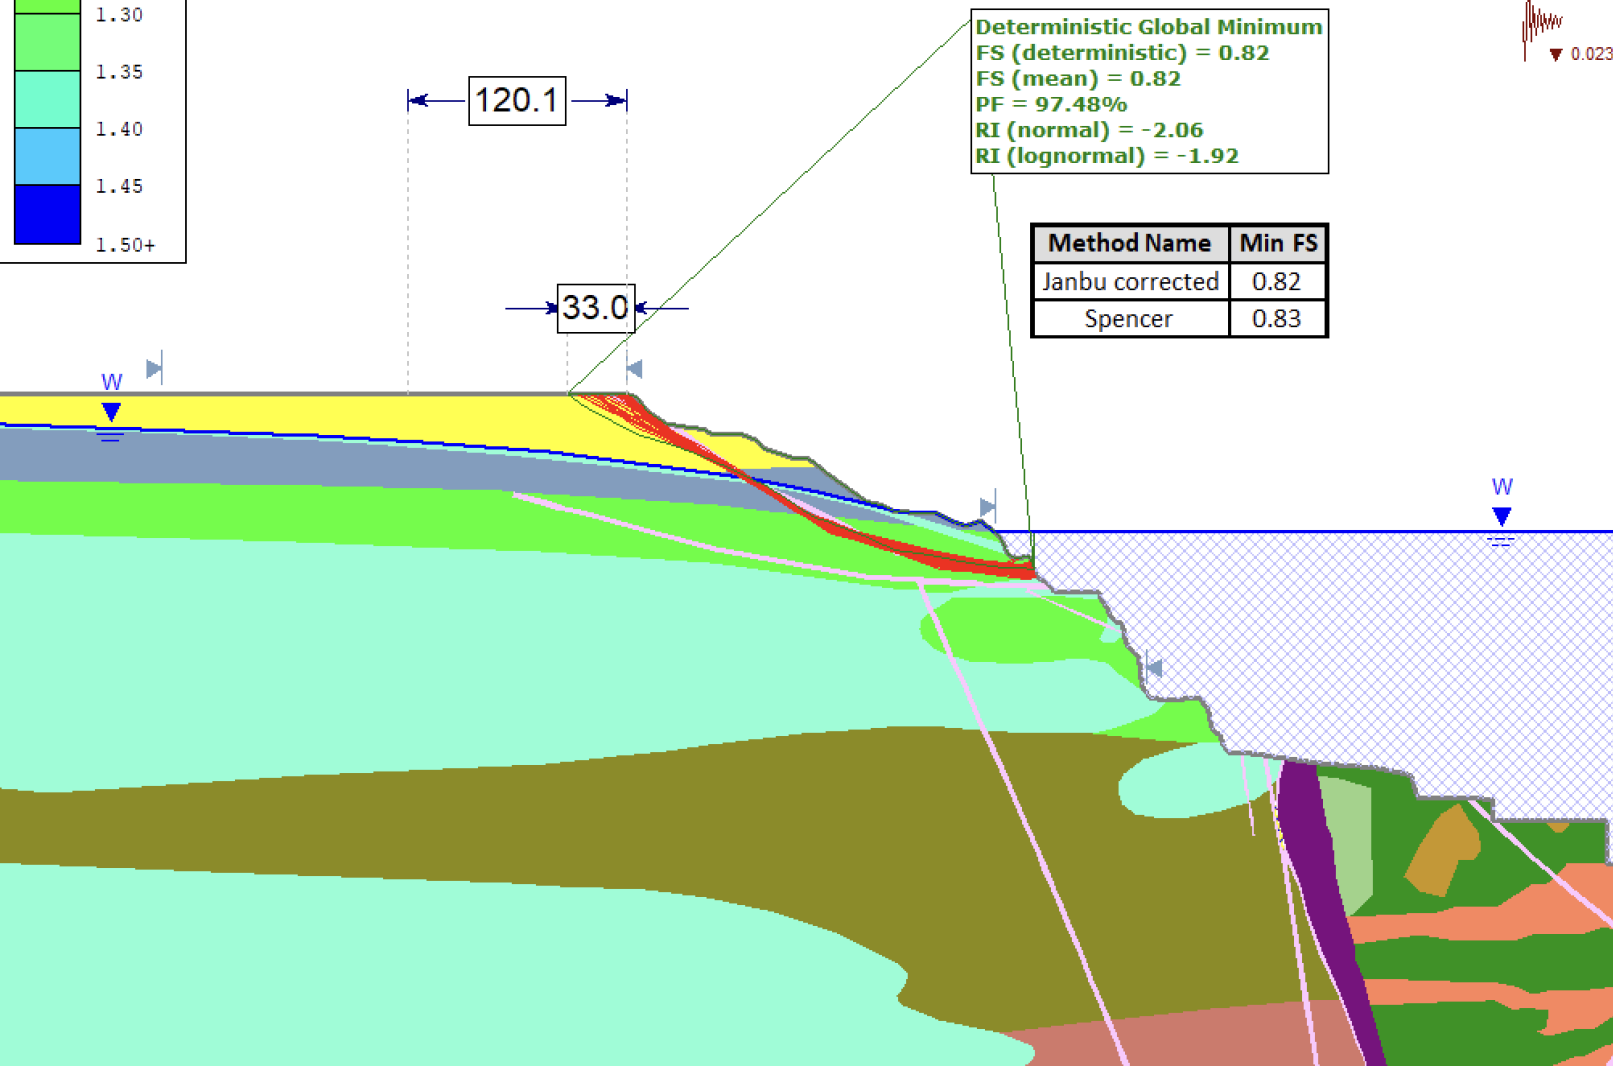 1.30
1.35
1.40
1.45
1.50+
120.1
33.0
Deterministic Global Minimum
FS (deterministic) = 0.82
FS (mean) = 0.82
PF = 97.48%
RI (normal) = -2.06
RI (lognormal) = -1.92
0.023
Method Name Min FS
Janbu corrected 0.82
Spencer 0.83
W
W